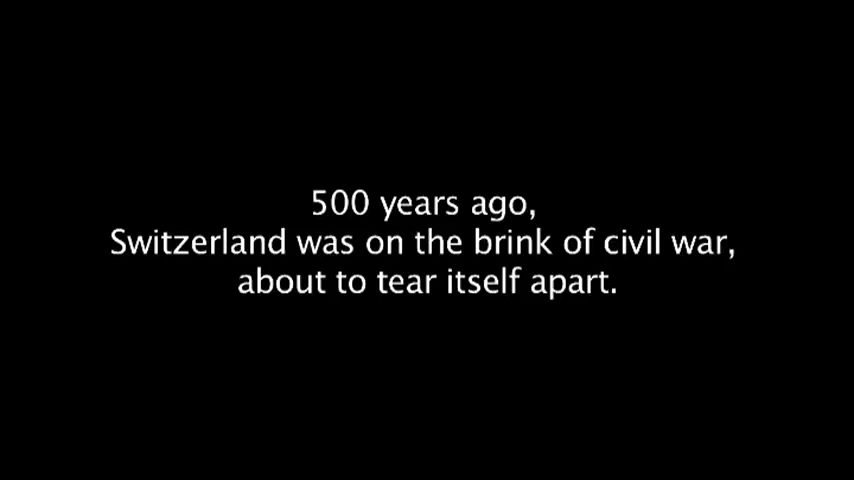 500 years ago,
Switzerland was on the brink of civil war,
about to tear itself apart.